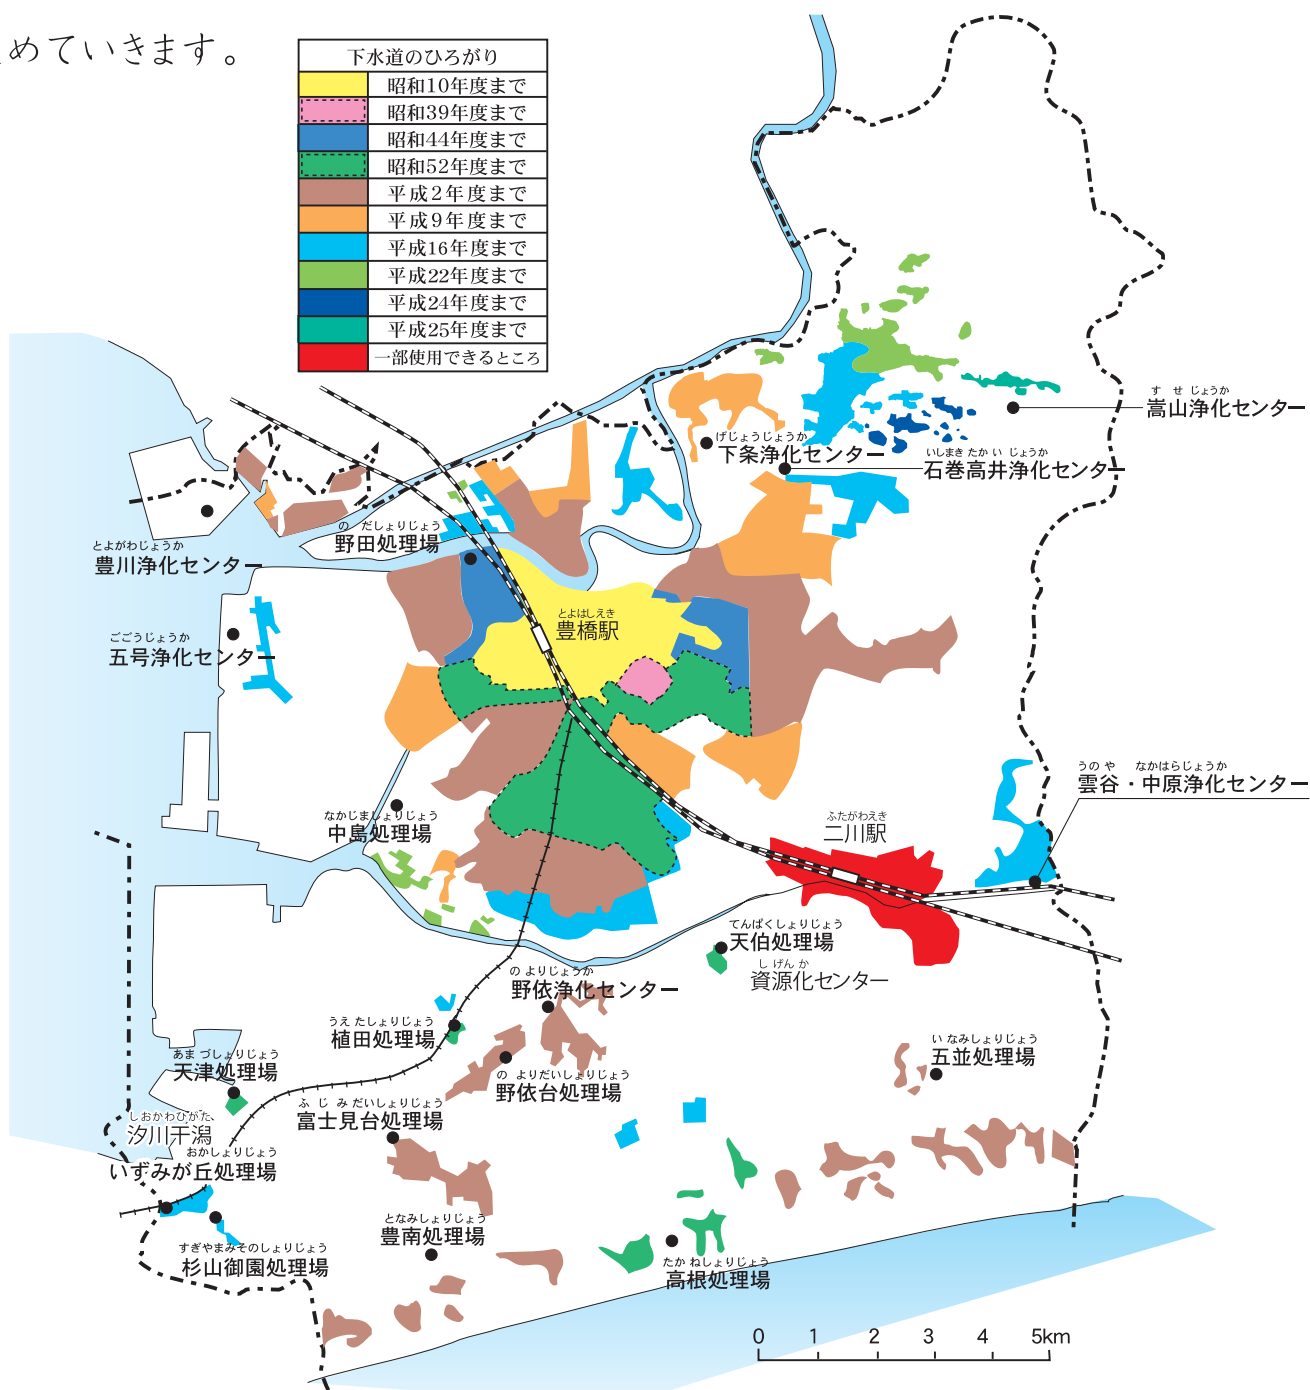 めていきます。
下水道のひろがり
昭和10年度まで
昭和39年度まで
昭和44年度まで
昭和52年度まで
平成2年度まで
平成9年度まで
平成16年度まで
平成22年度まで
平成24年度まで
平成25年度まで
一部使用できるところ
すせじょうか
嵩山浄化センター
げじょうじょうか
下条浄化センター
いしまきたかいじょうか
石巻高井浄化センター
のだしょりじょう
野田処理場
とよがわじょうか
豊川浄化センター
とよはしえき
豊橋駅
ごごうじょうか
五号浄化センター
うのや なかはらじょうか
雲谷・中原浄化センター
なかじましょりじょう
中島処理場
ふたがわえき
二川駅
てんぱくしょりじょう
天伯処理場
しげんか
資源化センター
のよりじょうか
野依浄化センター
うえたしょりじょう
植田処理場
いなみしょりじょう
五並処理場
あまづしょりじょう
天津処理場
のよりだいしょりじょう
野依台処理場
ふじみだいしょりじょう
富士見台処理場
しおかわひがた
汐川干潟
おかしょりじょう
いずみが丘処理場
となみしょりじょう
豊南処理場
すぎやまみそのしょりじょう
杉山御園処理場
たかねしょりじょう
高根処理場
0 1 2 3 4 5km